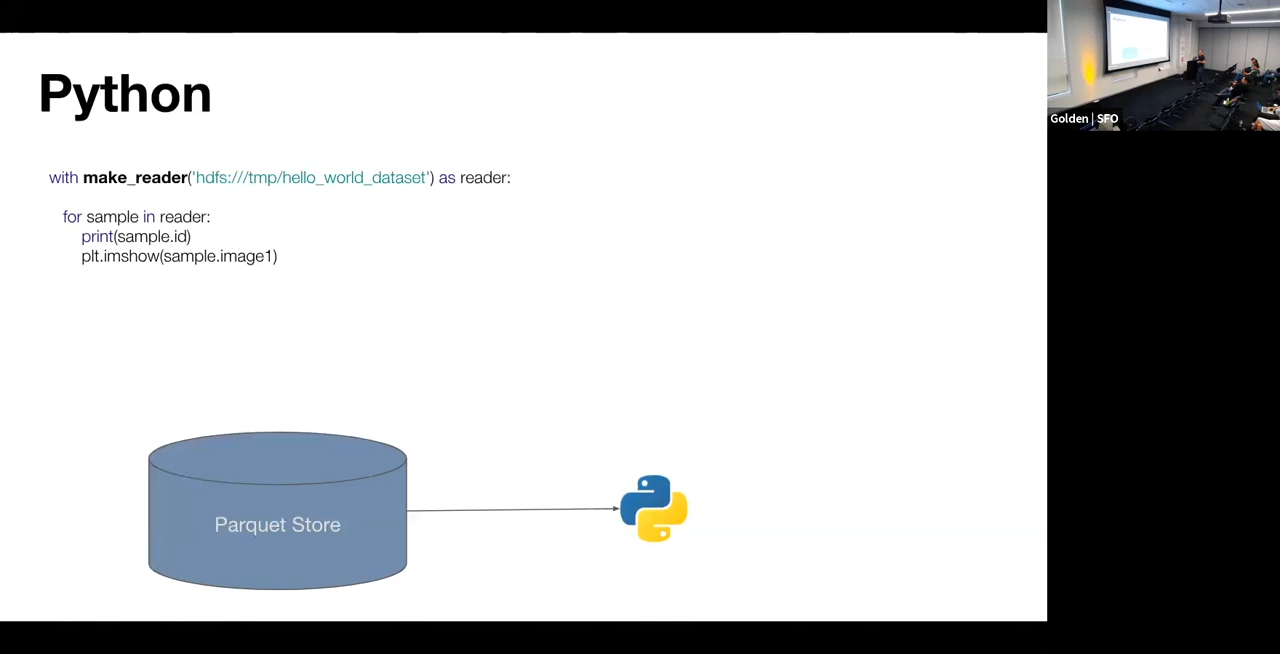 Python
with make_reader('hdfs:///tmp/hello_world_dataset') as reader:
for sample in reader:
print(sample.id)
plt.imshow(sample.image1)
Parquet Store
Golden | SFO